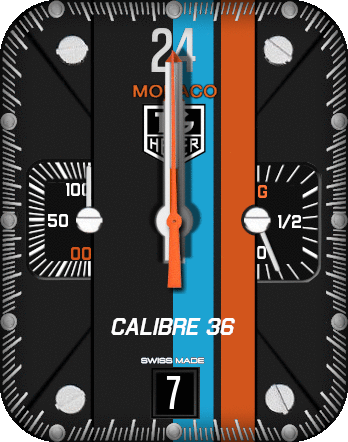 24
MONACO
TAG
HEUER
100
G
50
1/2
00
0
CALIBRE 36
SWISS MADE
7